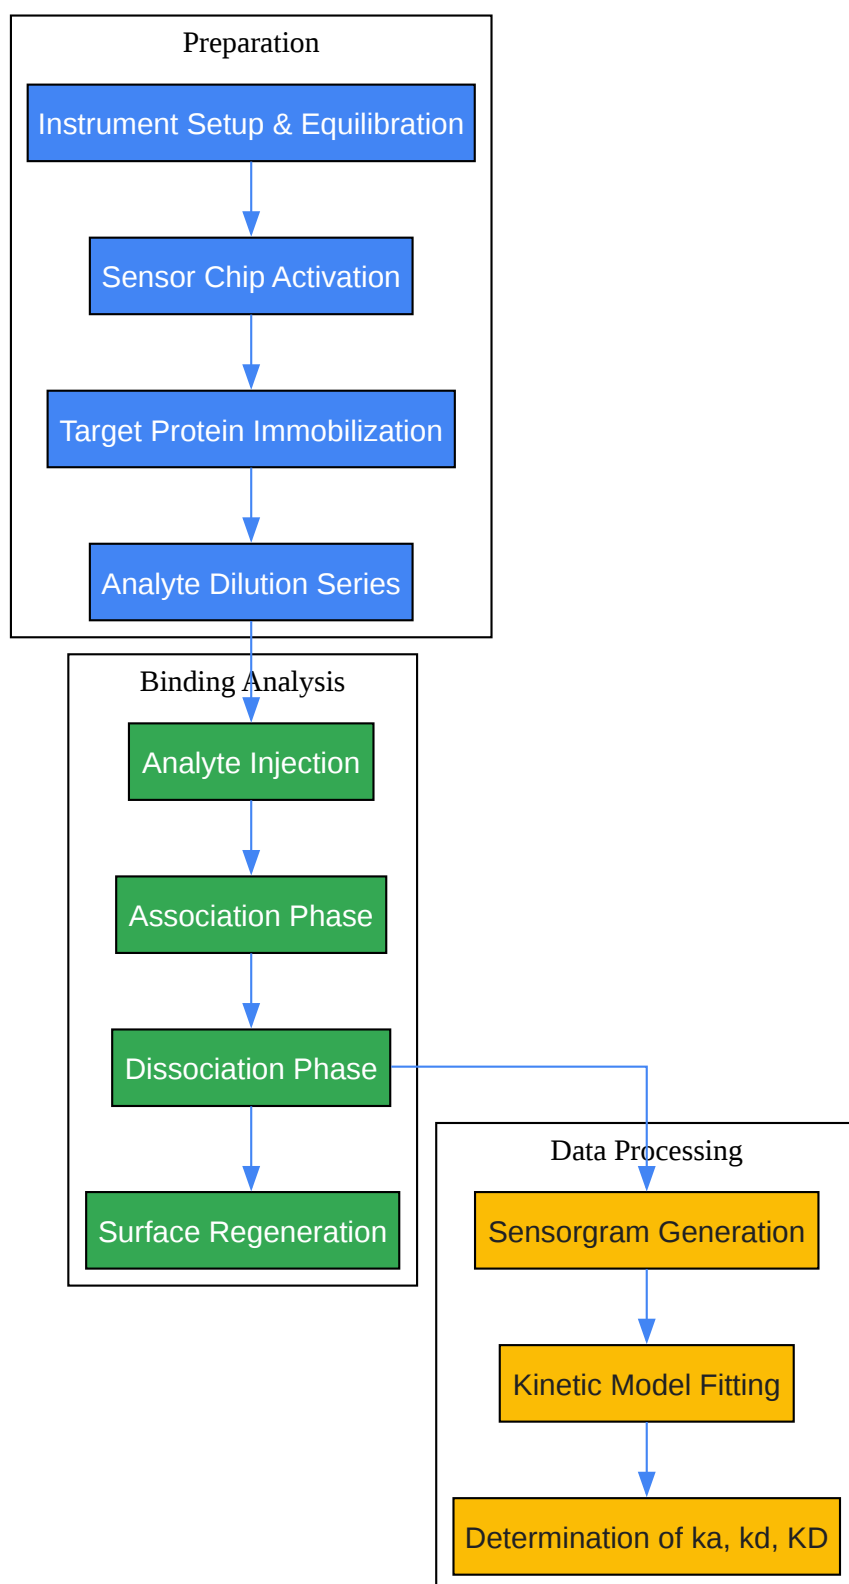 Preparation
Instrument Setup & Equilibration
Sensor Chip Activation
Target Protein Immobilization
Analyte Dilution Series
Binding Analysis
Analyte Injection
Association Phase
Dissociation Phase
Surface Regeneration
Data Processing
Sensorgram Generation
Kinetic Model Fitting
Determination of ka, kd, KD